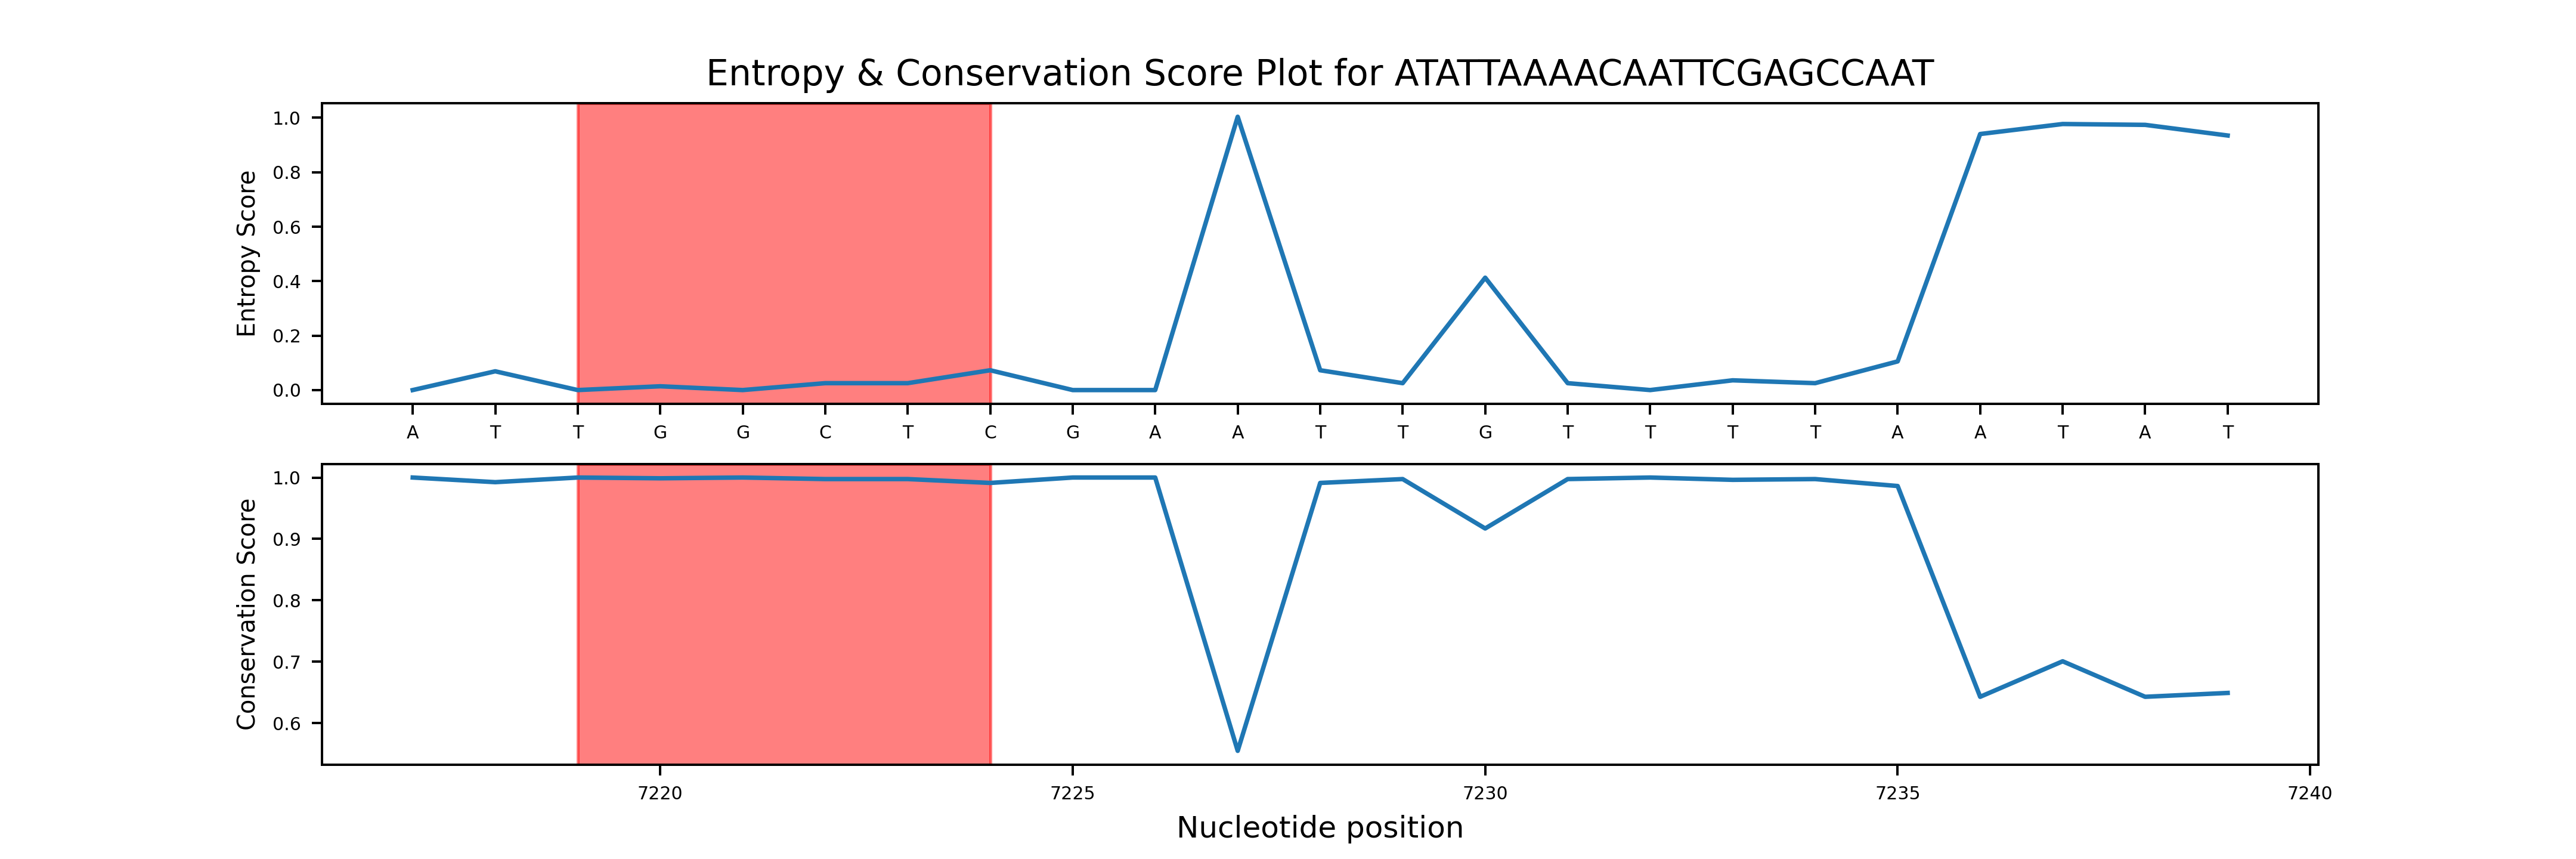 Entropy & Conservation Score Plot for ATATTAAAACAATTCGAGCCAAT
Entropy Score
1.0
0.8
0.6
0.4
0.2
0.0
A T T G G C T C G A A T T G T T T T A A T A T
Conservation Score
1.0
0.9
0.8
0.7
0.6
7220 7225 7230 7235 7240
Nucleotide position